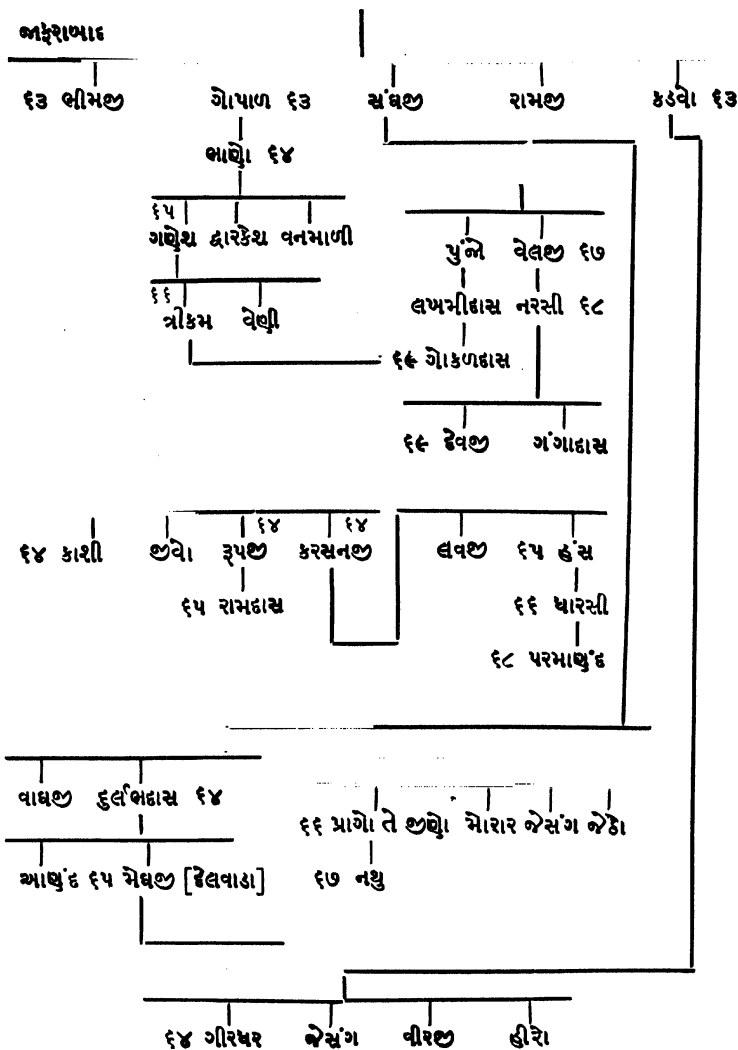 જાફરાબાદ
૬૩ ભીમજી ગોપાળ ૬૩ સંઘજી રામજી કડવો ૬૩
ભાણો ૬૪
૬૫
ગણેશ દ્વારકેશ વનમાળી
પુંજો વેલજી ૬૭
૬૬
ત્રીકમ વેણી
લખમીદાસ નરસી ૬૮
૬૯ ગોકળદાસ
૬૯ દેવજી ગંગાદાસ
૬૪ ૬૪
૬૪ કાશી જીવો રૂપજી કરસનજી લવજી ૬૫ હંસ
૬૫ રામદાસ ૬૬ ધારસી
૬૮ પરમાણંદ
વાઘજી દુર્લભદાસ ૬૪
૬૬ પ્રાગો તે જીણો મોરાર જેસંગ જેઠો
આણંદ ૬૫ મેઘજી [દેલવાડા] ૬૭ નથુ
૬૪ ગીરધર જેસંગ વીરજી હીરો